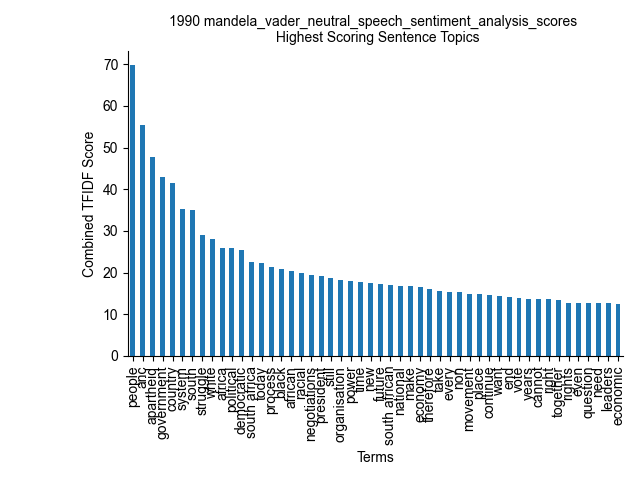 1990 mandela_vader_neutral_speech_sentiment_analysis_scores
Highest Scoring Sentence Topics
Combined TFIDF Score
70
60
50
40
30
20
10
0
people
anc
apartheid
government
country
system
south
struggle
white
africa
political
democratic
south africa
today
process
black
african
racial
negotiations
president
still
organisation
power
time
new
future
south african
national
make
economy
therefore
take
every
non
movement
place
continue
want
end
vote
years
cannot
right
together
rights
even
question
need
leaders
economic
Terms